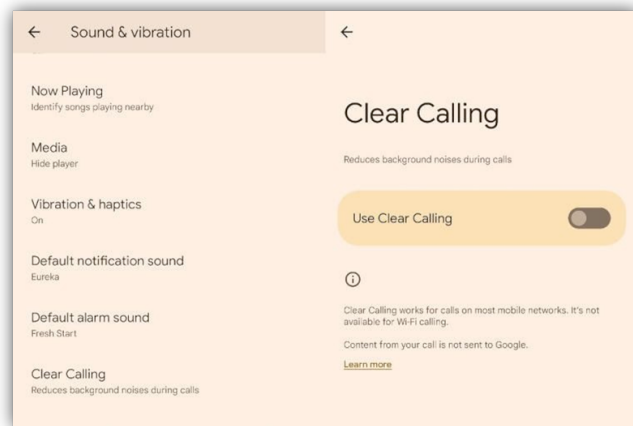 Sound & vibration
Now Playing
Identify songs playing nearby
Media
Hide player
Vibration & haptics
On
Default notification sound
Eureka
Default alarm sound
Fresh Start
Clear Calling
Reduces background noises during calls
Clear Calling
Reduces background noises during calls
Use Clear Calling
Clear Calling works for calls on most mobile networks. It's not
available for Wi-Fi calling.
Content from your call is not sent to Google.
Learn more